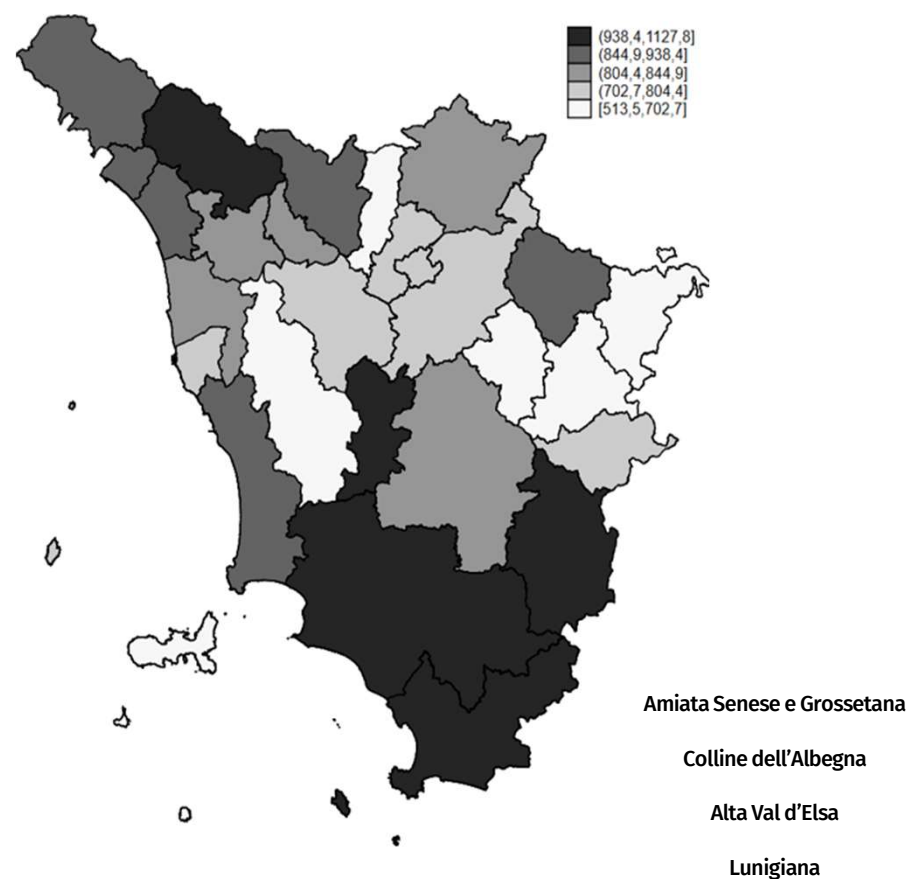 (938,4,1127,8]
(844,9,938,4]
(804,4,844,9]
(702,7,804,4]
[513,5,702,7]
Amiata Senese e Grossetana
Colline dell'Albegna
Alta Val d'Elsa
Lunigiana